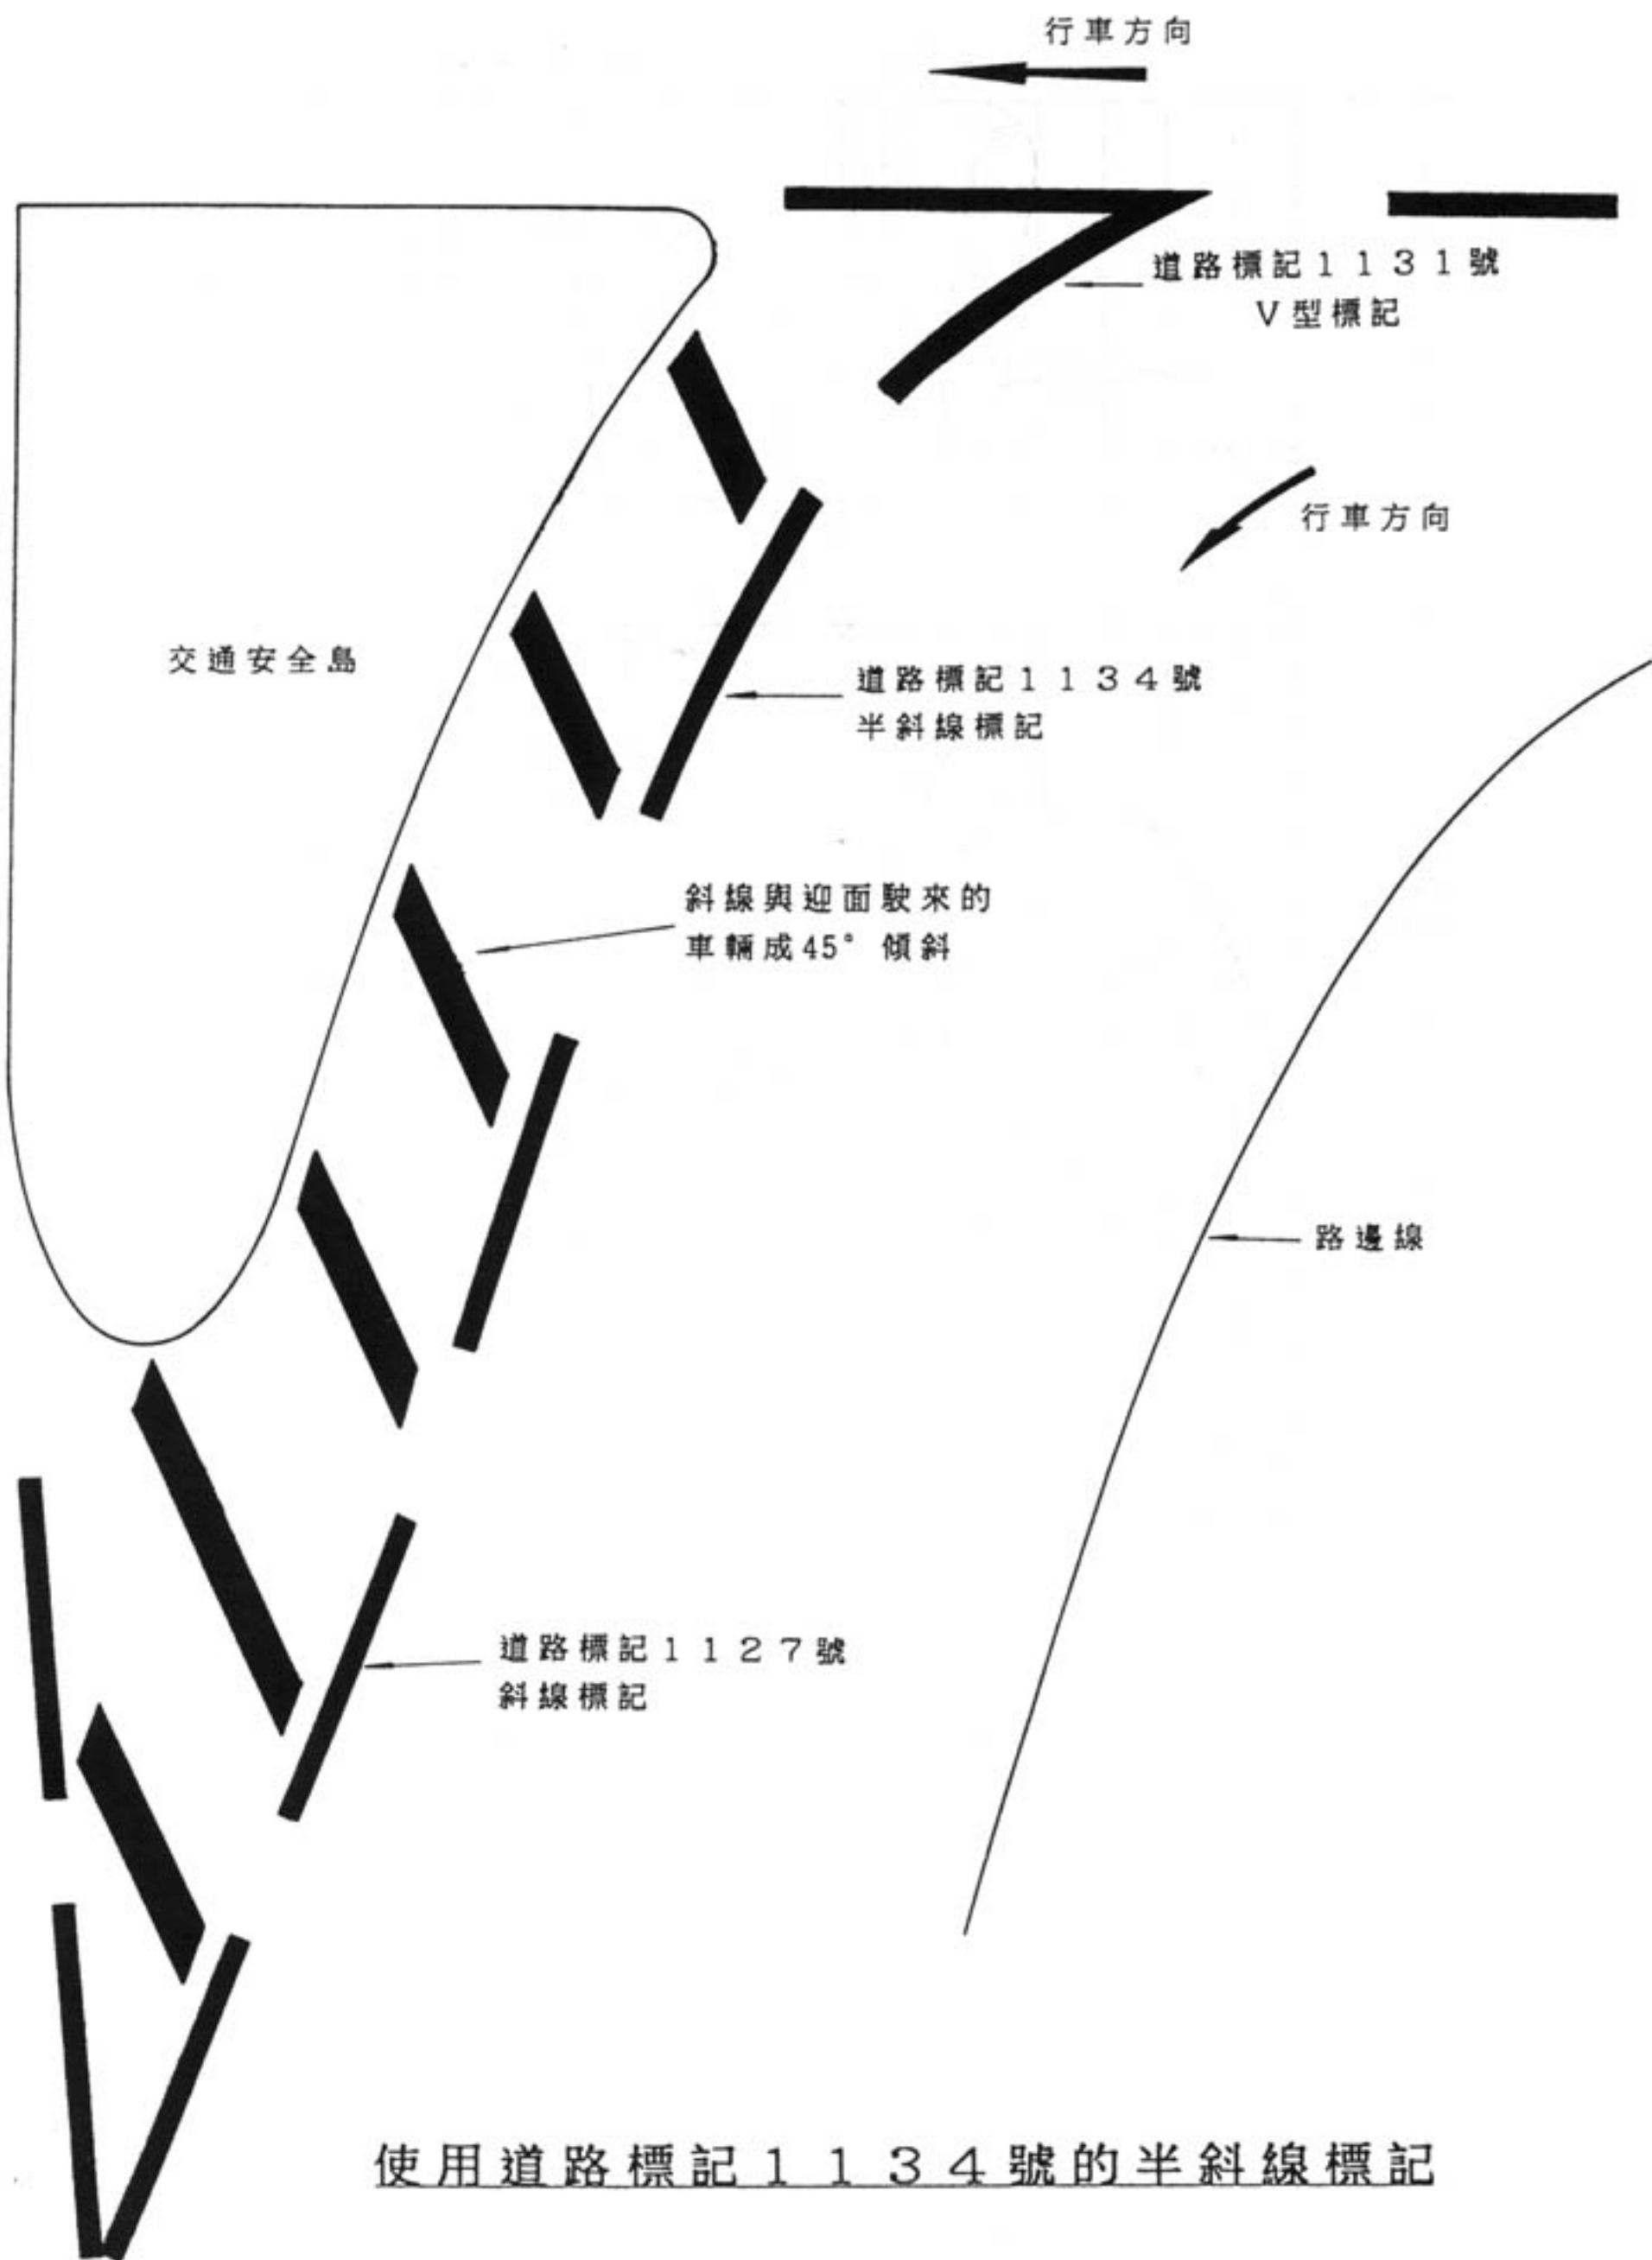 行車方向
道路標記1131號
V型標記
行車方向
交通安全島
道路標記1134號
半斜線標記
斜線與迎面駛來的
車輛成45°傾斜
路邊線
道路標記1127號
斜線標記
使用道路標記1134號的半斜線標記